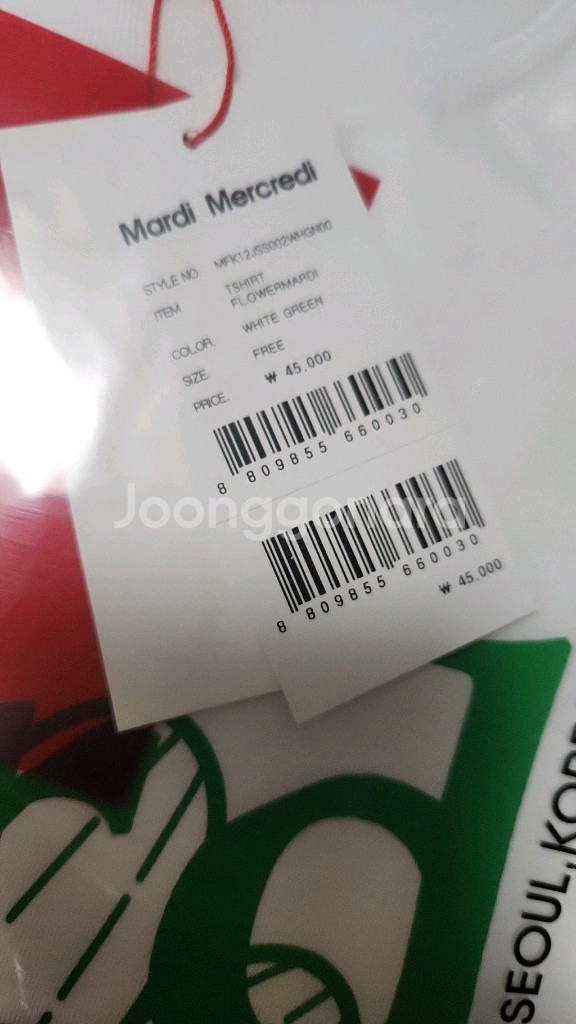 Mardi Mercredi
STYLE NO MFK12JSS002WHGN00
ITEM. TSHIRT
FLOWERMARDI
COLOR. WHITE GREEN
SIZE. FREE
PRICE. ₩ 45.000
8 809855 660030
Joonggonara
8 809855 660030
₩ 45.000
SEOUL,KORE